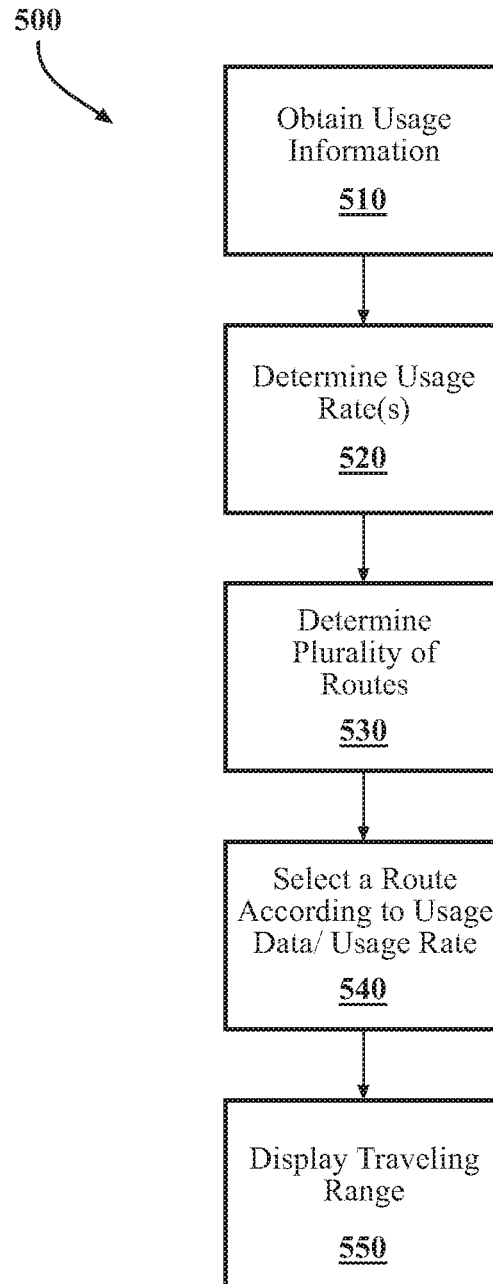 500
Obtain Usage
Information
510
Determine Usage
Rate(s)
520
Determine
Plurality of
Routes
530
Select a Route
According to Usage
Data/ Usage Rate
540
Display Traveling
Range
550